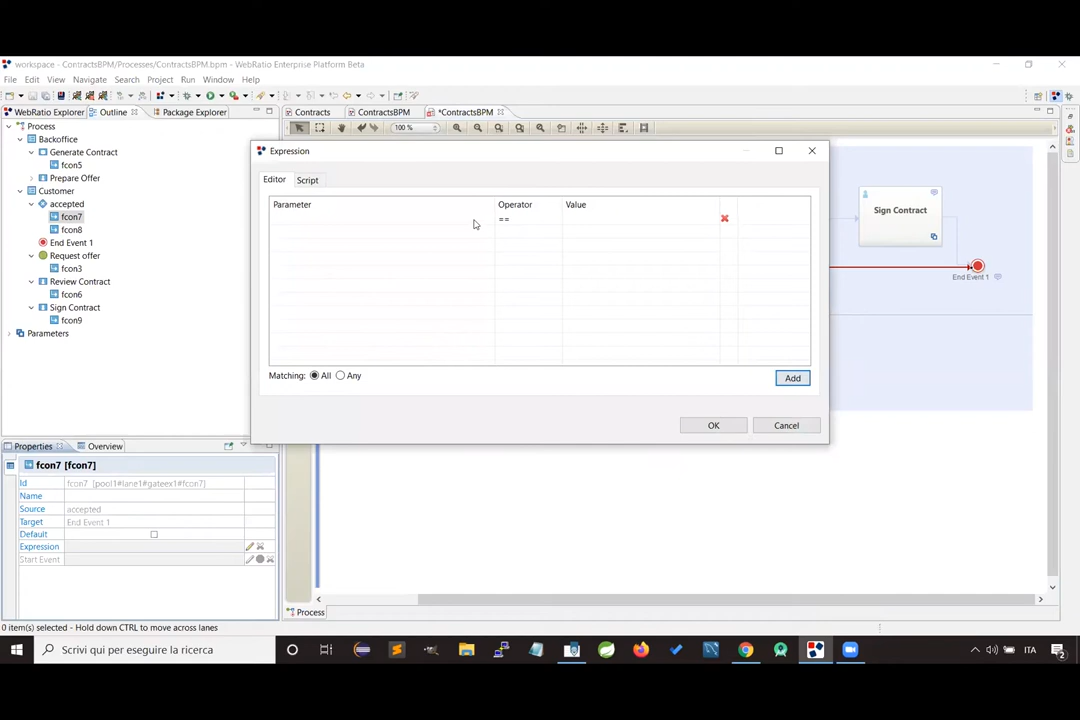 workspace - ContractsBPM/Processes/ContractsBPM.bpm - WebRatio Enterprise Platform Beta
File Edit View Navigate Search Project Run Window Help
100 %
WebRatio Explorer Outline Package Explorer
Contracts ContractsBPM *ContractsBPM
Process
Backoffice
Generate Contract
fcon5
Prepare Offer
Customer
accepted
fcon7
fcon8
End Event 1
Request offer
fcon3
Review Contract
fcon6
Sign Contract
fcon9
Parameters
Expression
Editor Script
Parameter Operator Value
==
Matching: All Any
Add
OK Cancel
Sign Contract
End Event 1
Properties Overview
fcon7 [fcon7]
Id fcon7 [pool1#lane1#gateex1#fcon7]
Name
Source accepted
Target End Event 1
Default
Expression
Start Event
Process
0 item(s) selected - Hold down CTRL to move across lanes
Scrivi qui per eseguire la ricerca
ITA
2